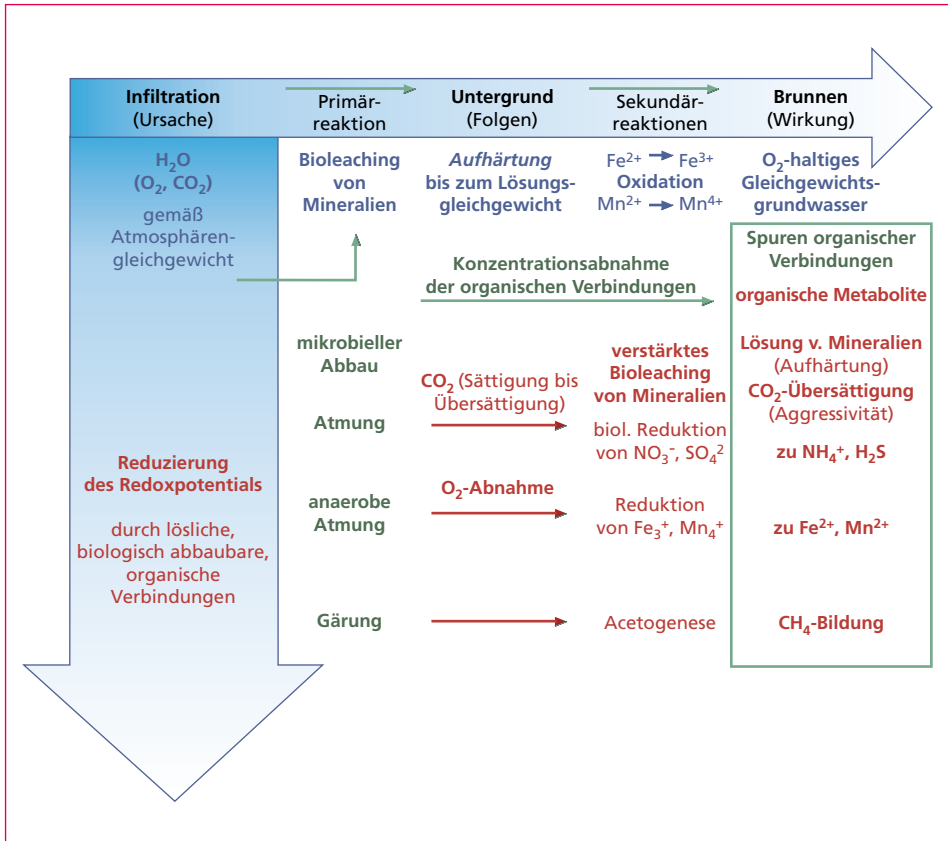 Infiltration
(Ursache)
Primär-
reaktion
Untergrund
(Folgen)
Sekundär-
reaktionen
Brunnen
(Wirkung)
H₂O
(O₂, CO₂)
gemäß
Atmosphären-
gleichgewicht
Bioleaching
von
Mineralien
Aufhärtung
bis zum Lösungs-
gleichgewicht
Fe²⁺ → Fe³⁺
Oxidation
Mn²⁺ → Mn⁴⁺
O₂-haltiges
Gleichgewichts-
grundwasser
Spuren organischer
Verbindungen
Konzentrationsabnahme
der organischen Verbindungen
organische Metabolite
mikrobieller
Abbau
CO₂ (Sättigung bis
Übersättigung)
verstärktes
Bioleaching
von Mineralien
Lösung v. Mineralien
(Aufhärtung)
CO₂-Übersättigung
(Aggressivität)
Atmung
biol. Reduktion
von NO₃⁻, SO₄²
zu NH₄⁺, H₂S
Reduzierung
des Redoxpotentials
durch lösliche,
biologisch abbaubare,
organische
Verbindungen
anaerobe
Atmung
O₂-Abnahme
Reduktion
von Fe₃⁺, Mn₄⁺
zu Fe²⁺, Mn²⁺
Gärung
Acetogenese
CH₄-Bildung